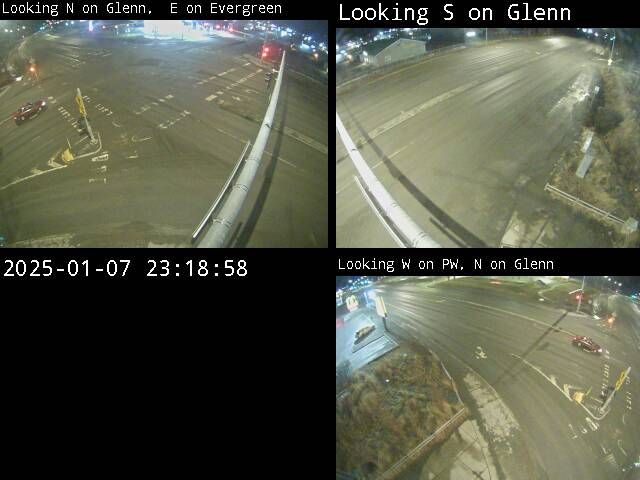 Looking N on Glenn,  E on Evergreen
Looking S on Glenn
2025-01-07 23:18:58
Looking W on PW, N on Glenn